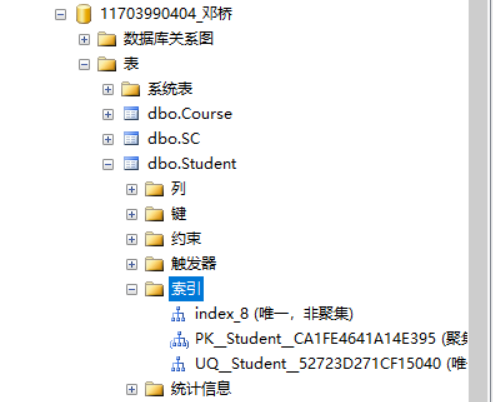 11703990404_邓桥
数据库关系图
表
系统表
dbo.Course
dbo.SC
dbo.Student
列
键
约束
触发器
索引
index_8 (唯一，非聚集)
PK__Student__CA1FE4641A14E395 (聚集
UQ__Student__52723D271CF15040 (唯
统计信息